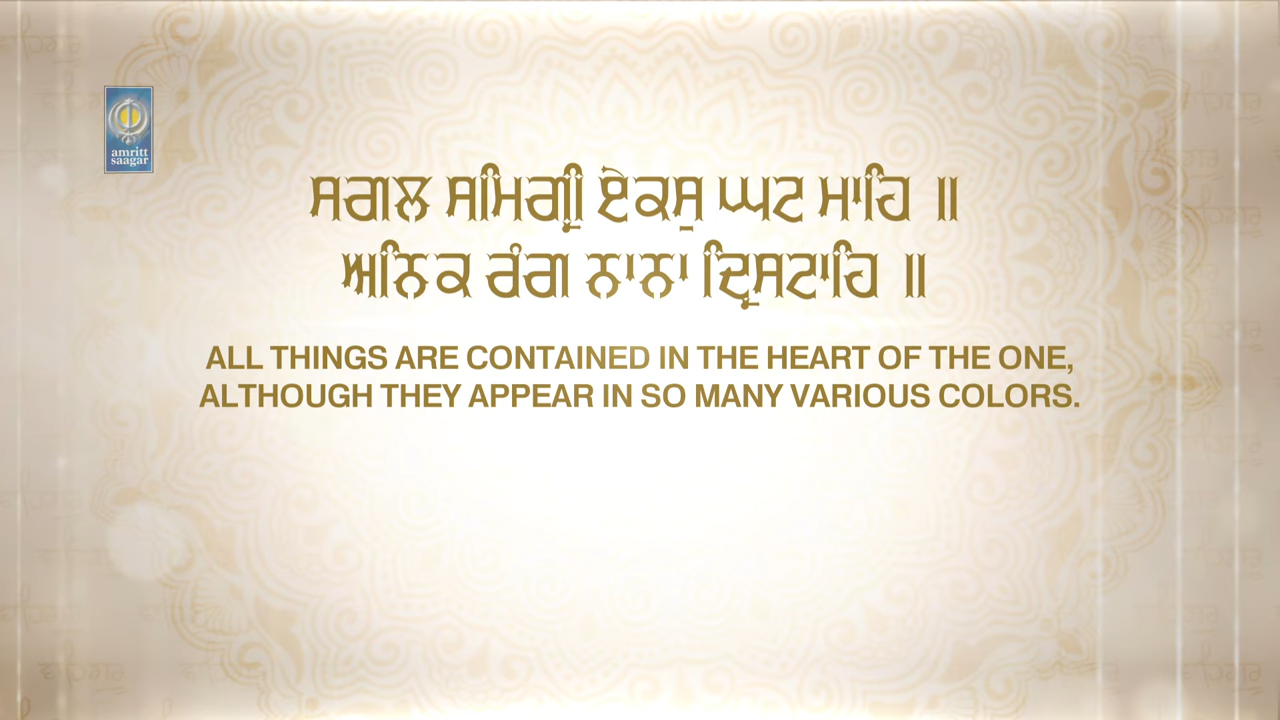 amritt
saagar
ਸਗਲ ਸਮਿਗ੍ਰੀ ਏਕਸੁ ਘਟ ਮਾਹਿ ॥
ਅਨਿਕ ਰੰਗ ਨਾਨਾ ਦ੍ਰਿਸਟਾਹਿ ॥
ALL THINGS ARE CONTAINED IN THE HEART OF THE ONE,
ALTHOUGH THEY APPEAR IN SO MANY VARIOUS COLORS.